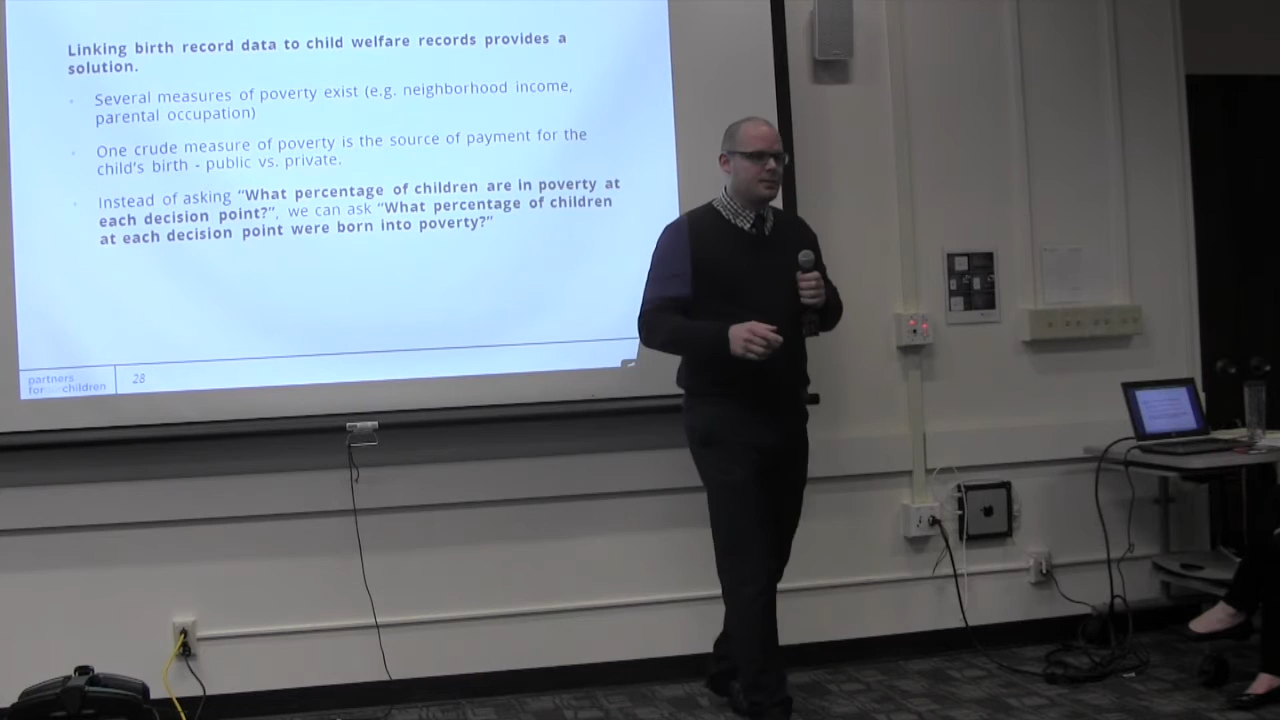 Linking birth record data to child welfare records provides a
solution.
Several measures of poverty exist (e.g. neighborhood income,
parental occupation)
One crude measure of poverty is the source of payment for the
child's birth - public vs. private.
Instead of asking “What percentage of children are in poverty at
each decision point?”, we can ask “What percentage of children
at each decision point were born into poverty?”
partners
for our children
28